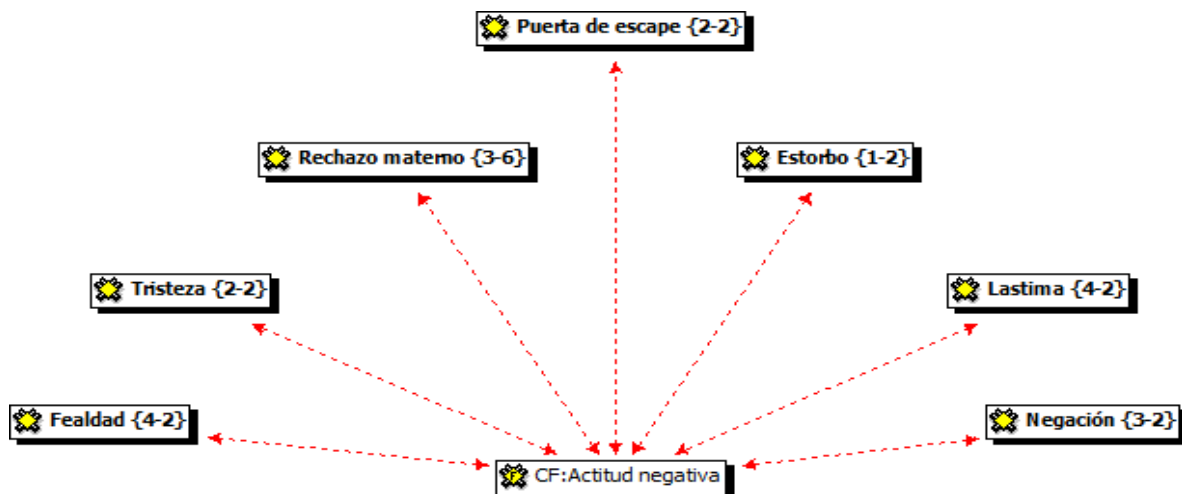 Puerta de escape {2-2}
Rechazo materno {3-6}
Estorbo {1-2}
Tristeza {2-2}
Lastima {4-2}
Fealdad {4-2}
Negación {3-2}
CF:Actitud negativa